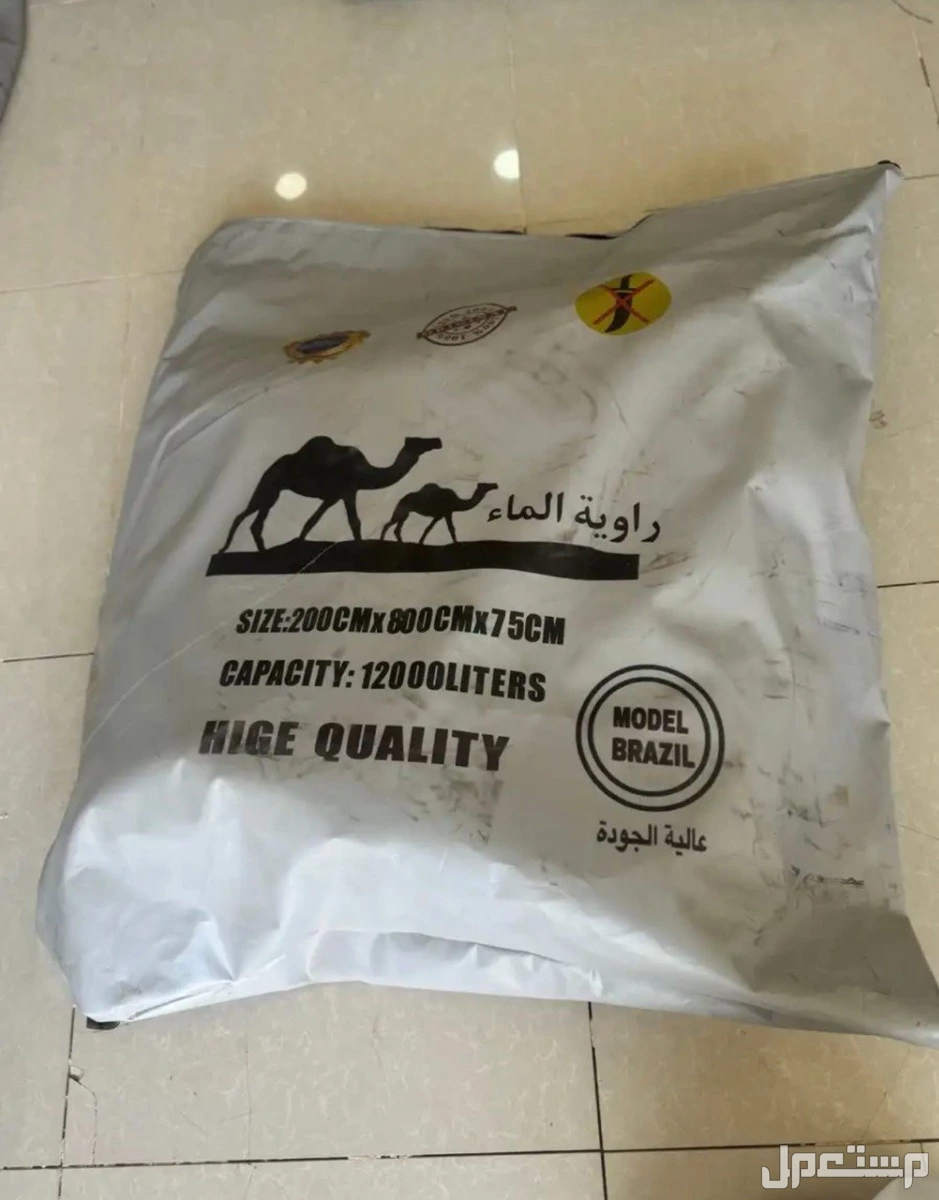 راوية الماء
SIZE:200CMx800CMx75CM
CAPACITY: 12000LITERS
HIGE QUALITY
MODEL
BRAZIL
عالية الجودة
مستعمل